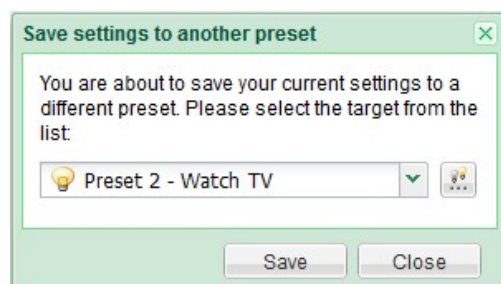 Save settings to another preset
You are about to save your current settings to a
different preset. Please select the target from the
list:
Preset 2 - Watch TV
Save
Close